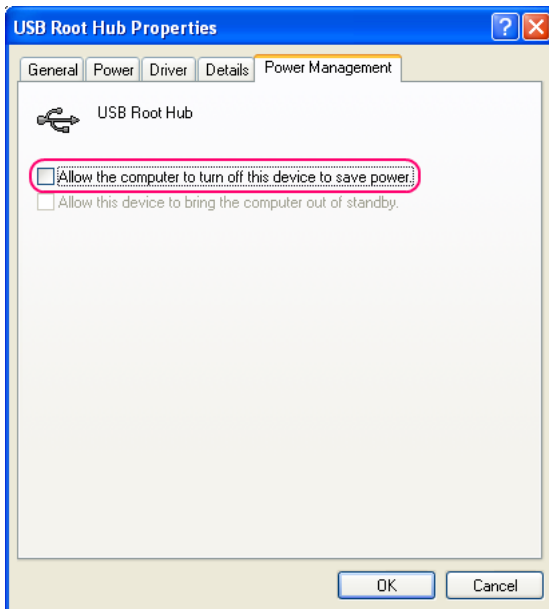 USB Root Hub Properties
General Power Driver Details Power Management
USB Root Hub
Allow the computer to turn off this device to save power.
Allow this device to bring the computer out of standby.
OK Cancel